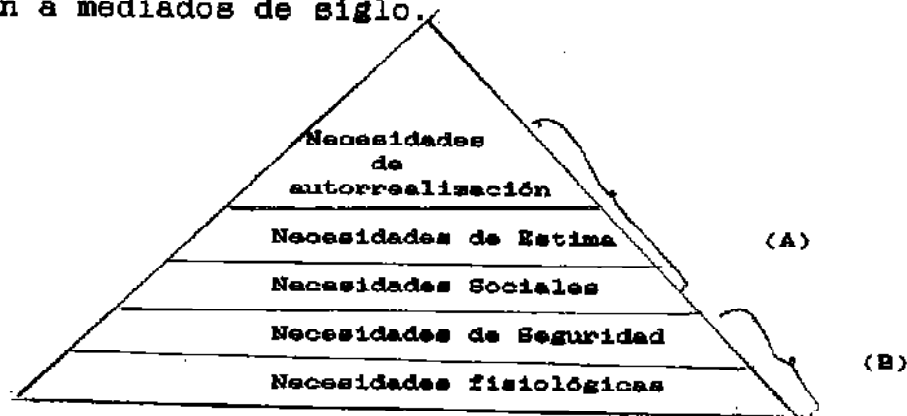 n a mediados de siglo.
Necesidades
de
autorrealización
Necesidades de Estima
(A)
Necesidades Sociales
Necesidades de Seguridad
(B)
Necesidades fisiológicas